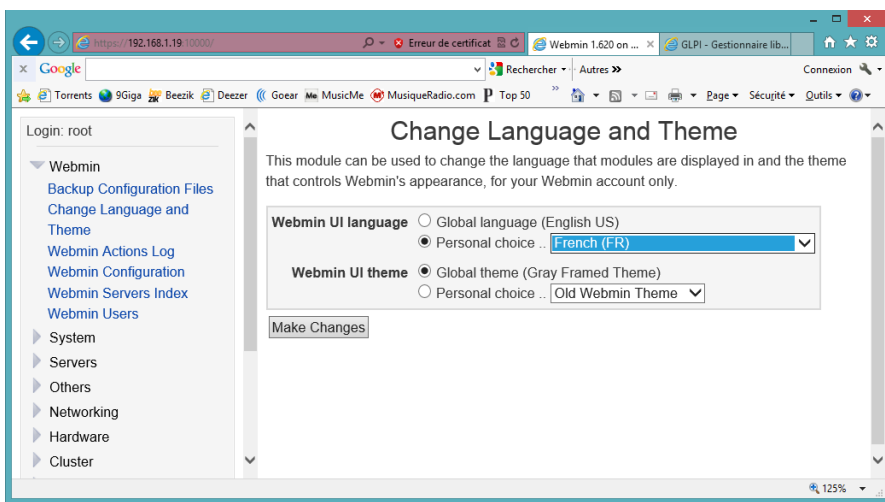 https://192.168.1.19:10000/ Erreur de certificat Webmin 1.620 on ... GLPI - Gestionnaire lib...
Google Rechercher Autres » Connexion
Torrents 9Giga Beezik Deezer Goear Me MusicMe MusiqueRadio.com P Top 50 » Page Sécurité Outils
Login: root
Webmin
Backup Configuration Files
Change Language and
Theme
Webmin Actions Log
Webmin Configuration
Webmin Servers Index
Webmin Users
System
Servers
Others
Networking
Hardware
Cluster
Change Language and Theme
This module can be used to change the language that modules are displayed in and the theme
that controls Webmin's appearance, for your Webmin account only.
Webmin UI language Global language (English US)
Personal choice .. French (FR)
Webmin UI theme Global theme (Gray Framed Theme)
Personal choice .. Old Webmin Theme
Make Changes
125%